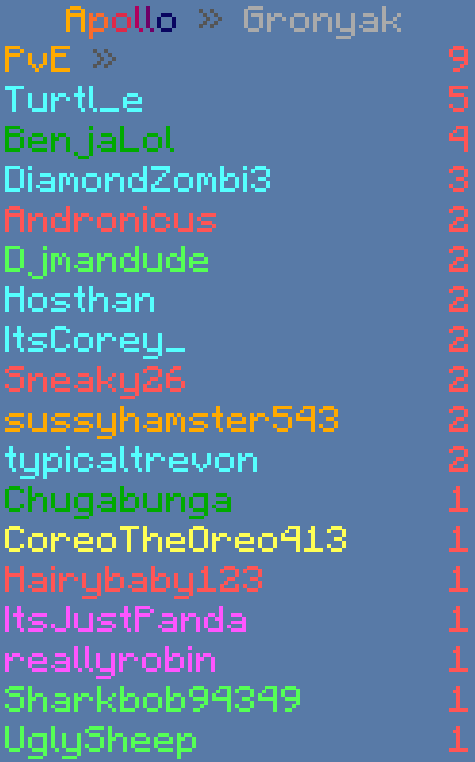 Apollo » Gronyak
PvE » 9
Turtl_e 5
BenjaLol 4
DiamondZombi3 3
Andronicus 2
Djmandude 2
Hosthan 2
ItsCorey_ 2
Sneaky26 2
sussyhamster543 2
typicaltrevon 2
Chugabunga 1
CoreoTheOreo413 1
Hairybaby123 1
ItsJustPanda 1
reallyrobin 1
Sharkbob94349 1
UglySheep 1